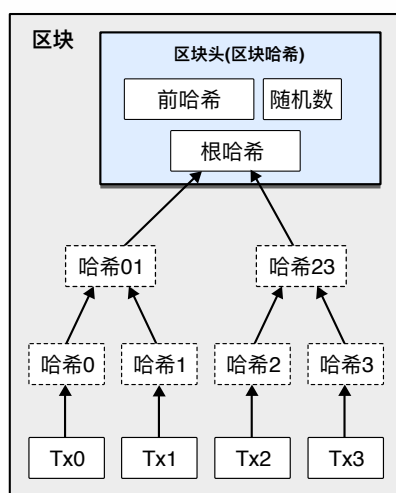 区块
区块头(区块哈希)
前哈希
随机数
根哈希
哈希01
哈希23
哈希0
哈希1
哈希2
哈希3
Tx0
Tx1
Tx2
Tx3